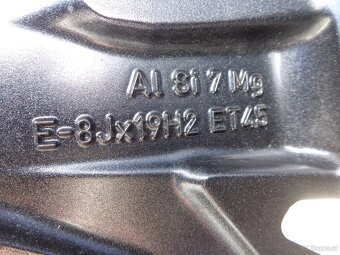 Al Si 7 Mg
E-8Jx19H2 ET45